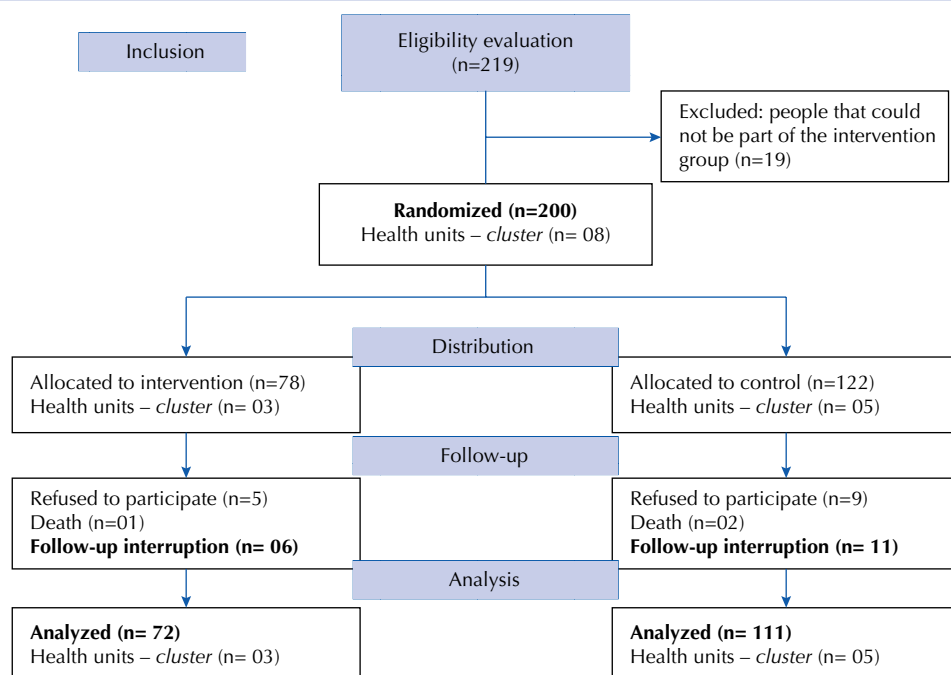 Inclusion
Eligibility evaluation
(n=219)
Excluded: people that could
not be part of the intervention
group (n=19)
Randomized (n=200)
Health units – cluster (n= 08)
Distribution
Allocated to intervention (n=78)
Health units – cluster (n= 03)
Allocated to control (n=122)
Health units – cluster (n= 05)
Follow-up
Refused to participate (n=5)
Death (n=01)
Follow-up interruption (n= 06)
Refused to participate (n=9)
Death (n=02)
Follow-up interruption (n= 11)
Analysis
Analyzed (n= 72)
Health units – cluster (n= 03)
Analyzed (n= 111)
Health units – cluster (n= 05)